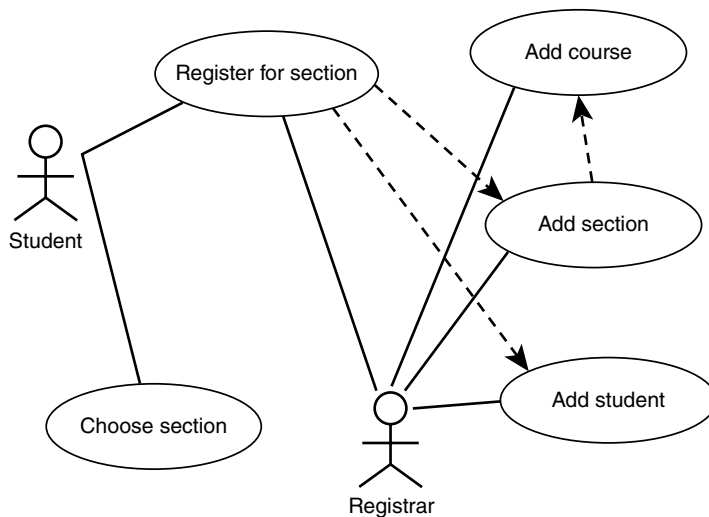 Register for section
Add course
Student
Add section
Add student
Choose section
Registrar